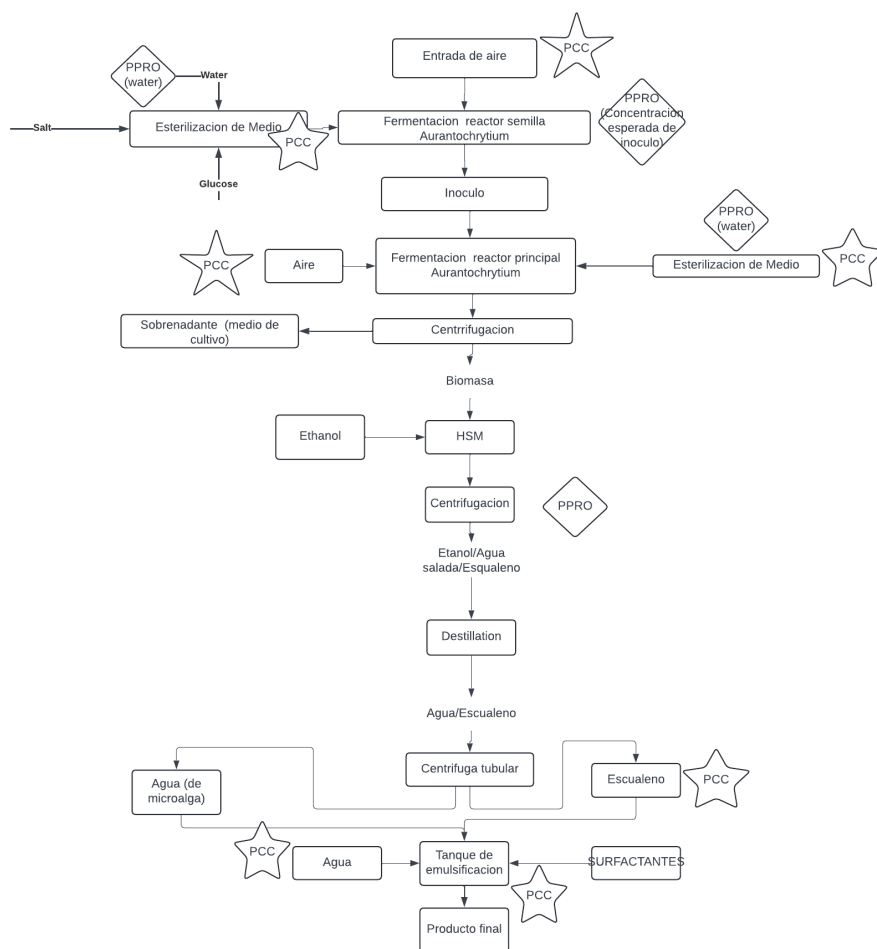 Entrada de aire
PCC
PPRO
(water)
Water
Salt
Esterilizacion de Medio
PCC
Glucose
Fermentacion reactor semilla
Aurantochrytium
PPRO
(Concentracion
esperada de
inoculo)
Inoculo
PPRO
(water)
PCC
Aire
Fermentacion reactor principal
Aurantochrytium
Esterilizacion de Medio
PCC
Sobrenadante (medio de
cultivo)
Centrrifugacion
Biomasa
Ethanol
HSM
Centrifugacion
PPRO
Etanol/Agua
salada/Esqualeno
Destillation
Agua/Escualeno
Agua (de
microalga)
Centrifuga tubular
Escualeno
PCC
PCC
Agua
Tanque de
emulsificacion
SURFACTANTES
PCC
Producto final